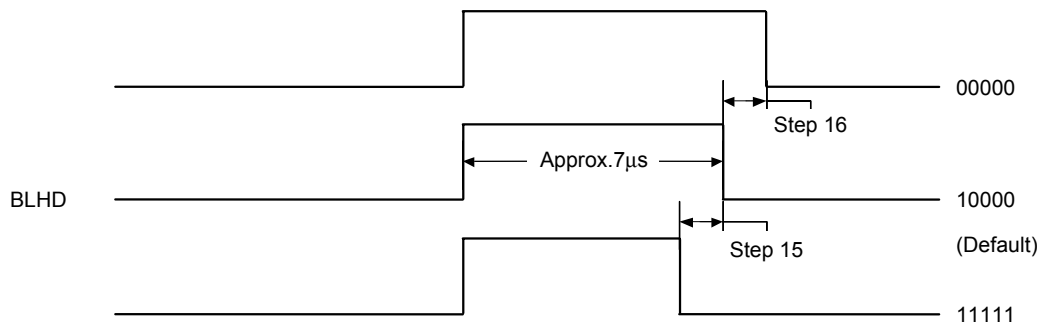 00000
Step 16
Approx.7μs
BLHD
10000
Step 15
(Default)
11111